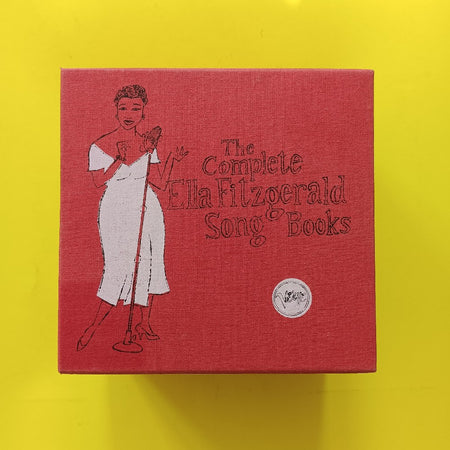 The
Complete
Ella Fitzgerald
Song Books
Verve